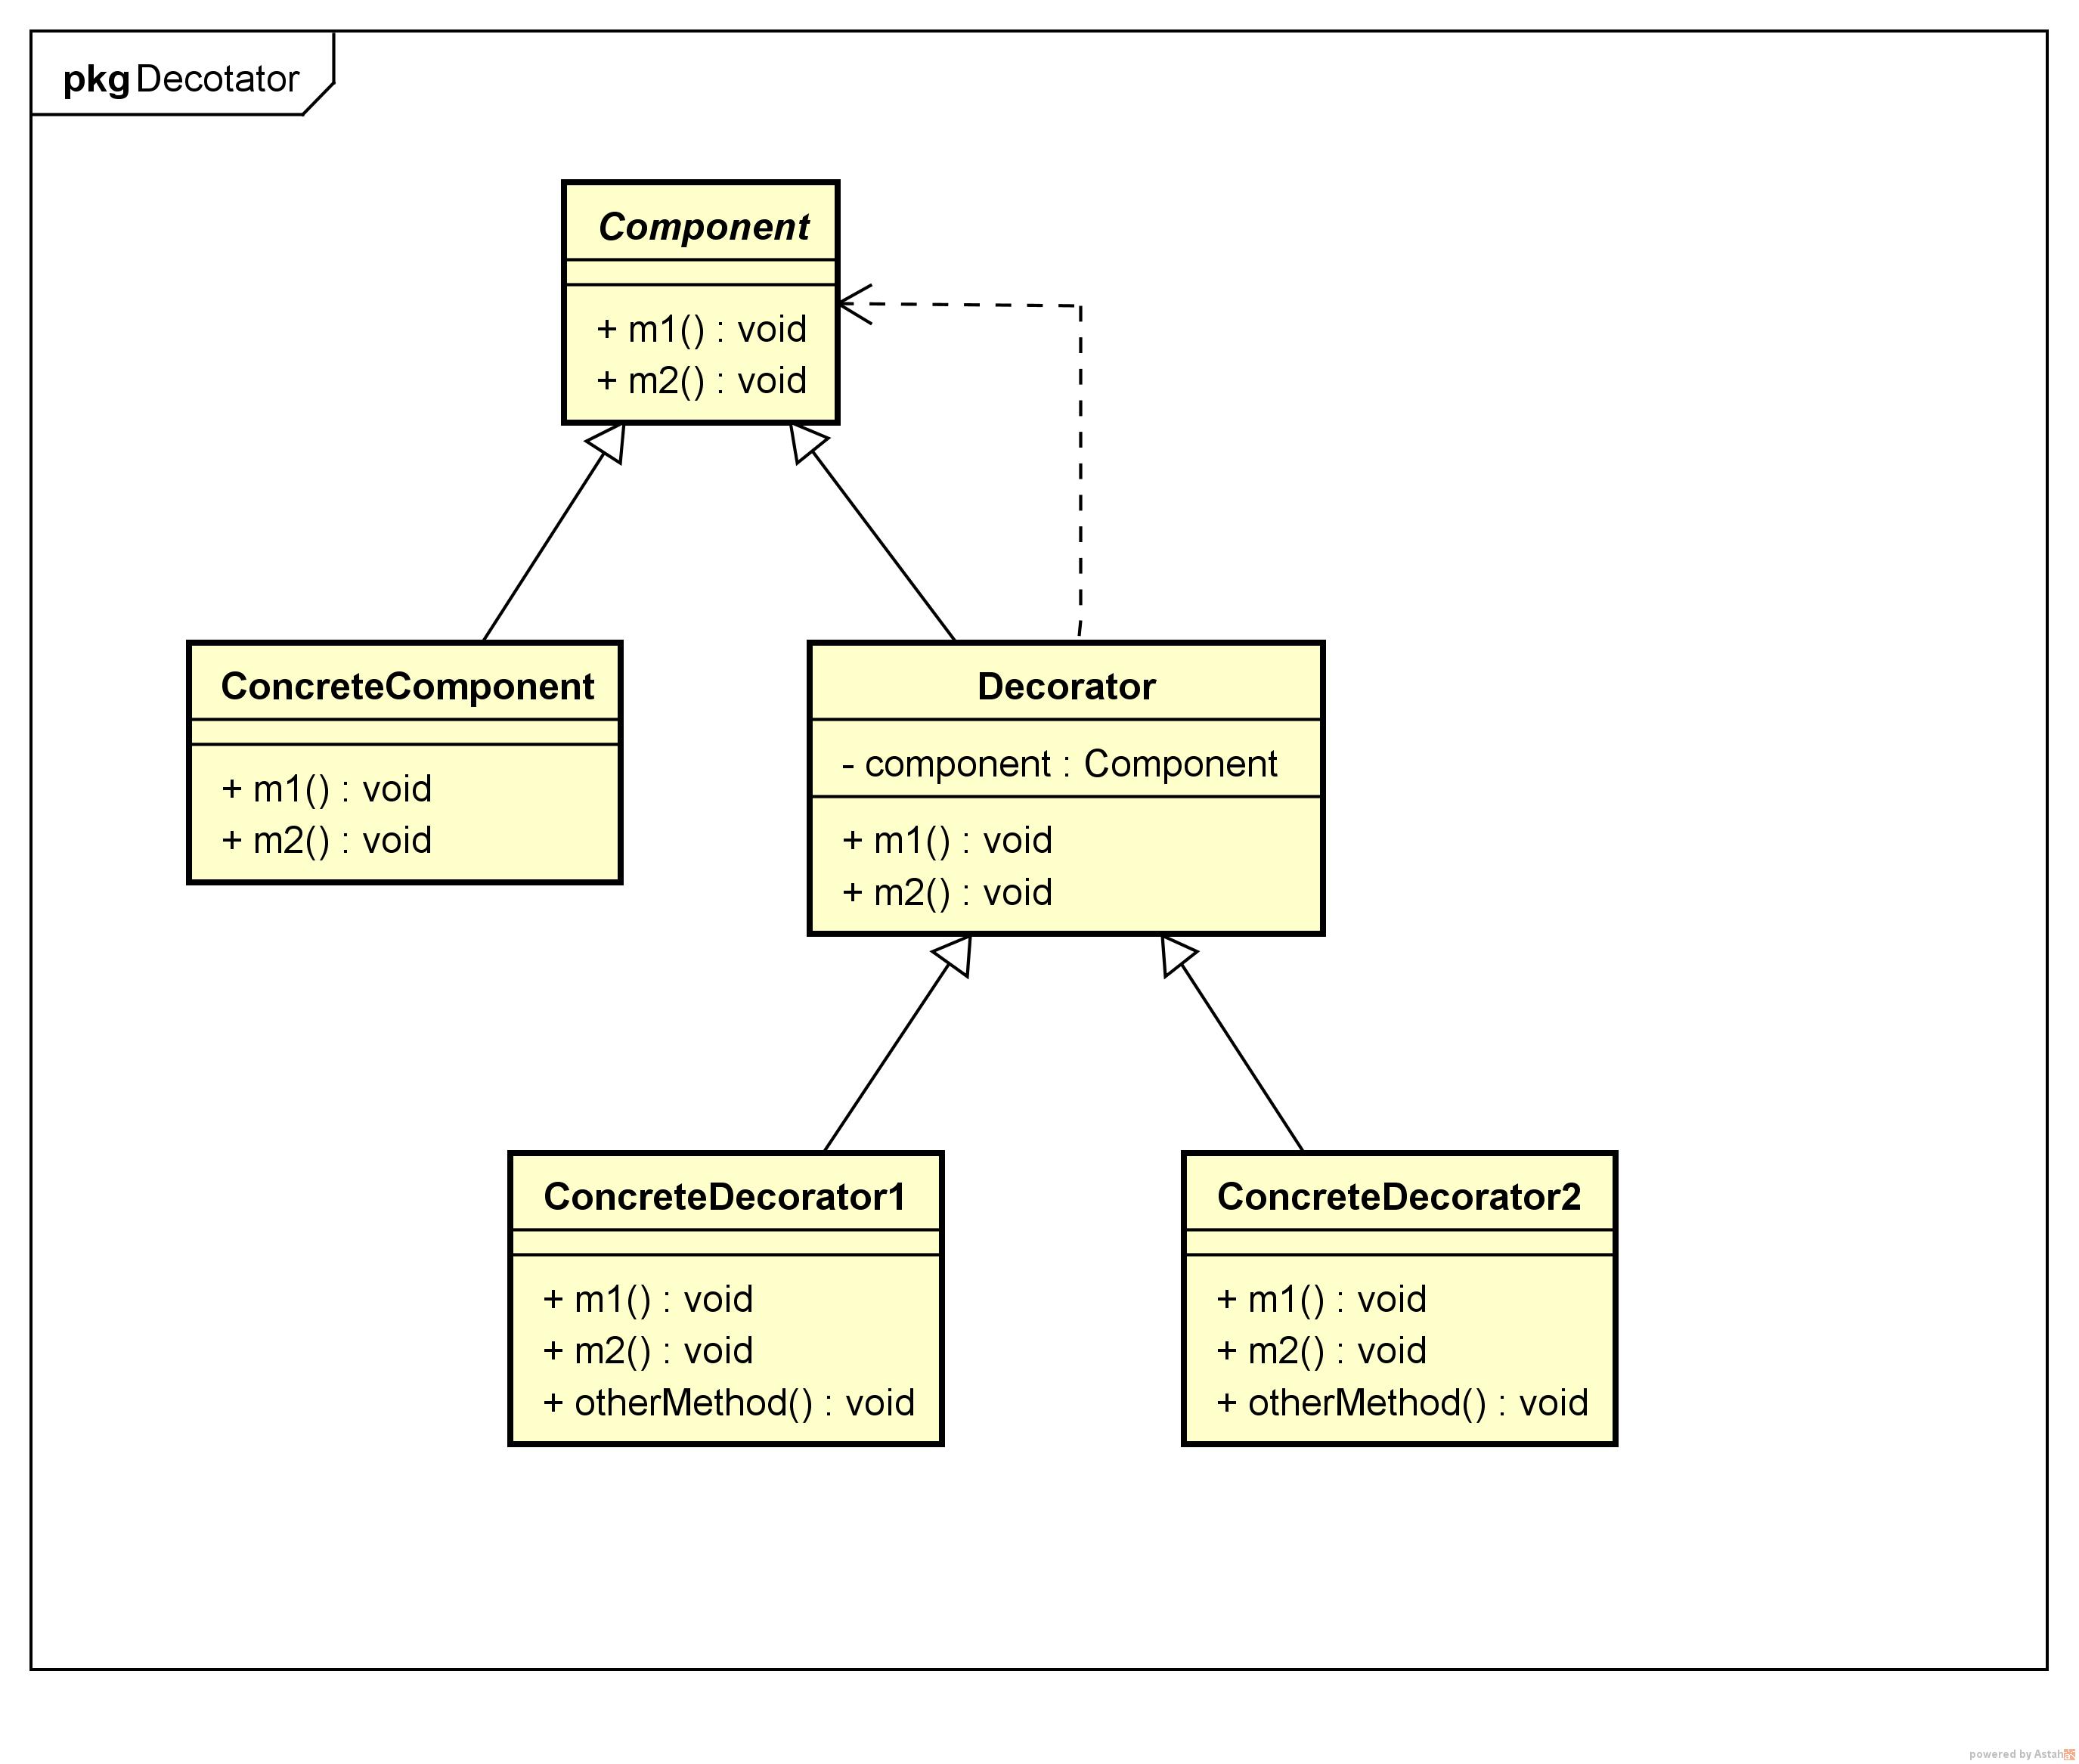 pkg Decotator
Component
+ m1() : void
+ m2() : void
ConcreteComponent
+ m1() : void
+ m2() : void
Decorator
- component : Component
+ m1() : void
+ m2() : void
ConcreteDecorator1
+ m1() : void
+ m2() : void
+ otherMethod() : void
ConcreteDecorator2
+ m1() : void
+ m2() : void
+ otherMethod() : void
powered by Astah